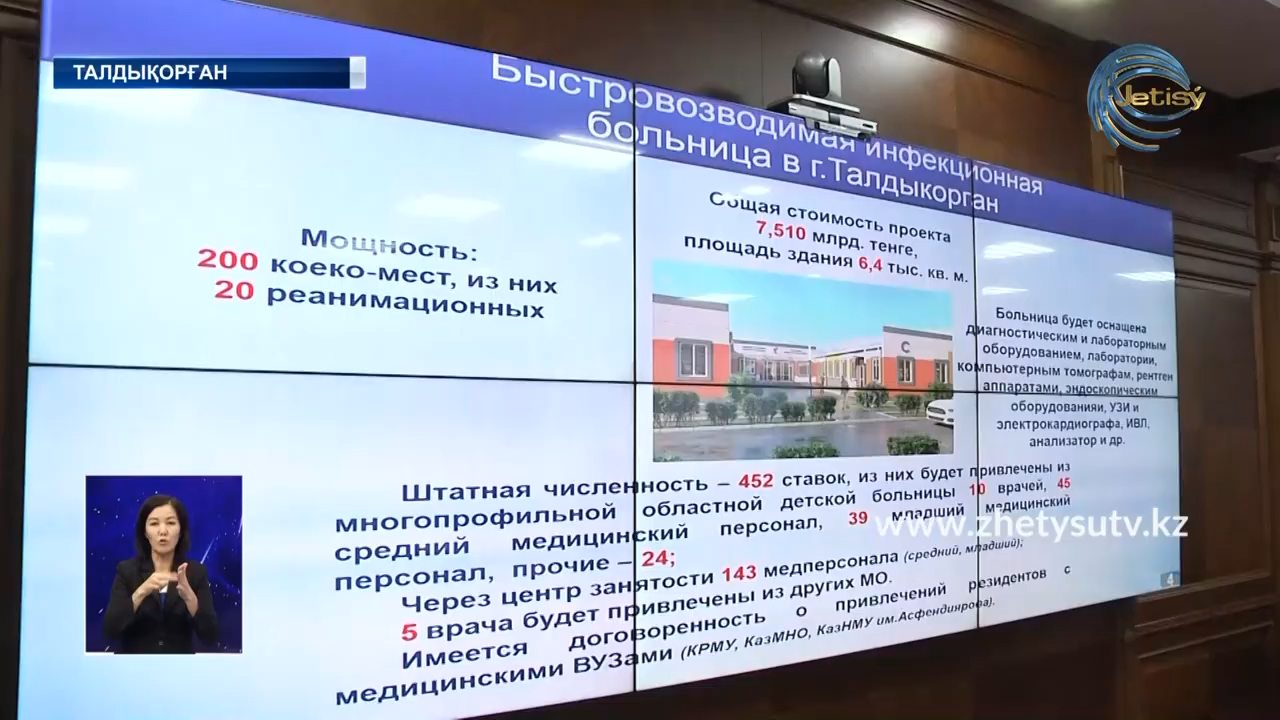 ТАЛДЫҚОРҒАН
Jetisý
Быстровозводимая инфекционная
больница в г.Талдыкорган
Мощность:
200 коеко-мест, из них
20 реанимационных
Общая стоимость проекта
7,510 млрд. тенге,
площадь здания 6,4 тыс. кв. м.
С
Больница будет оснащена
диагностическим и лабораторным
оборудованием, лаборатории,
компьютерным томографам, рентген
аппаратами, эндоскопическим
оборудованияи, УЗИ и
электрокардиографа, ИВЛ,
анализатор и др.
Штатная численность – 452 ставок, из них будет привлечены из
многопрофильной областной детской больницы 10 врачей, 45
средний медицинский персонал, 39 младший медицинский
персонал, прочие – 24;
Через центр занятости 143 медперсонала (средний, младший);
5 врача будет привлечены из других МО.
Имеется договоренность о привлечений резидентов с
медицинскими ВУЗами (КРМУ, КазМНО, КазНМУ им.Асфендиярова).
www.zhetysutv.kz
4